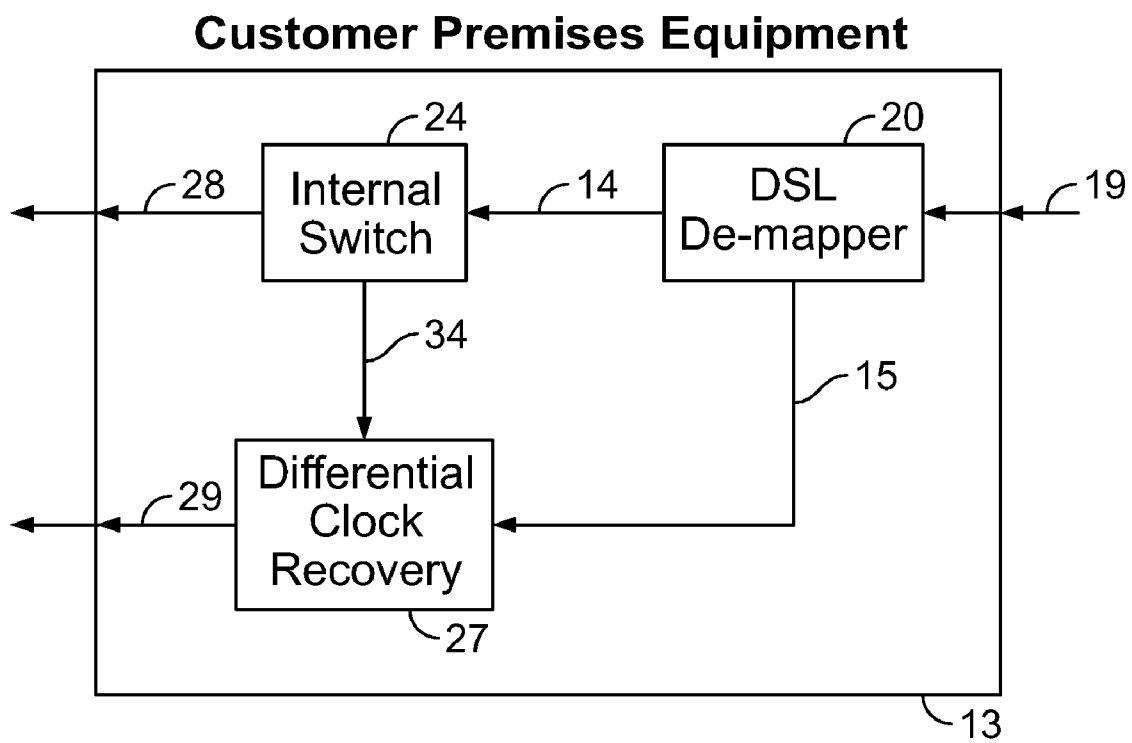 Customer Premises Equipment
24
20
28
Internal
Switch
14
DSL
De-mapper
19
34
15
29
Differential
Clock
Recovery
27
13